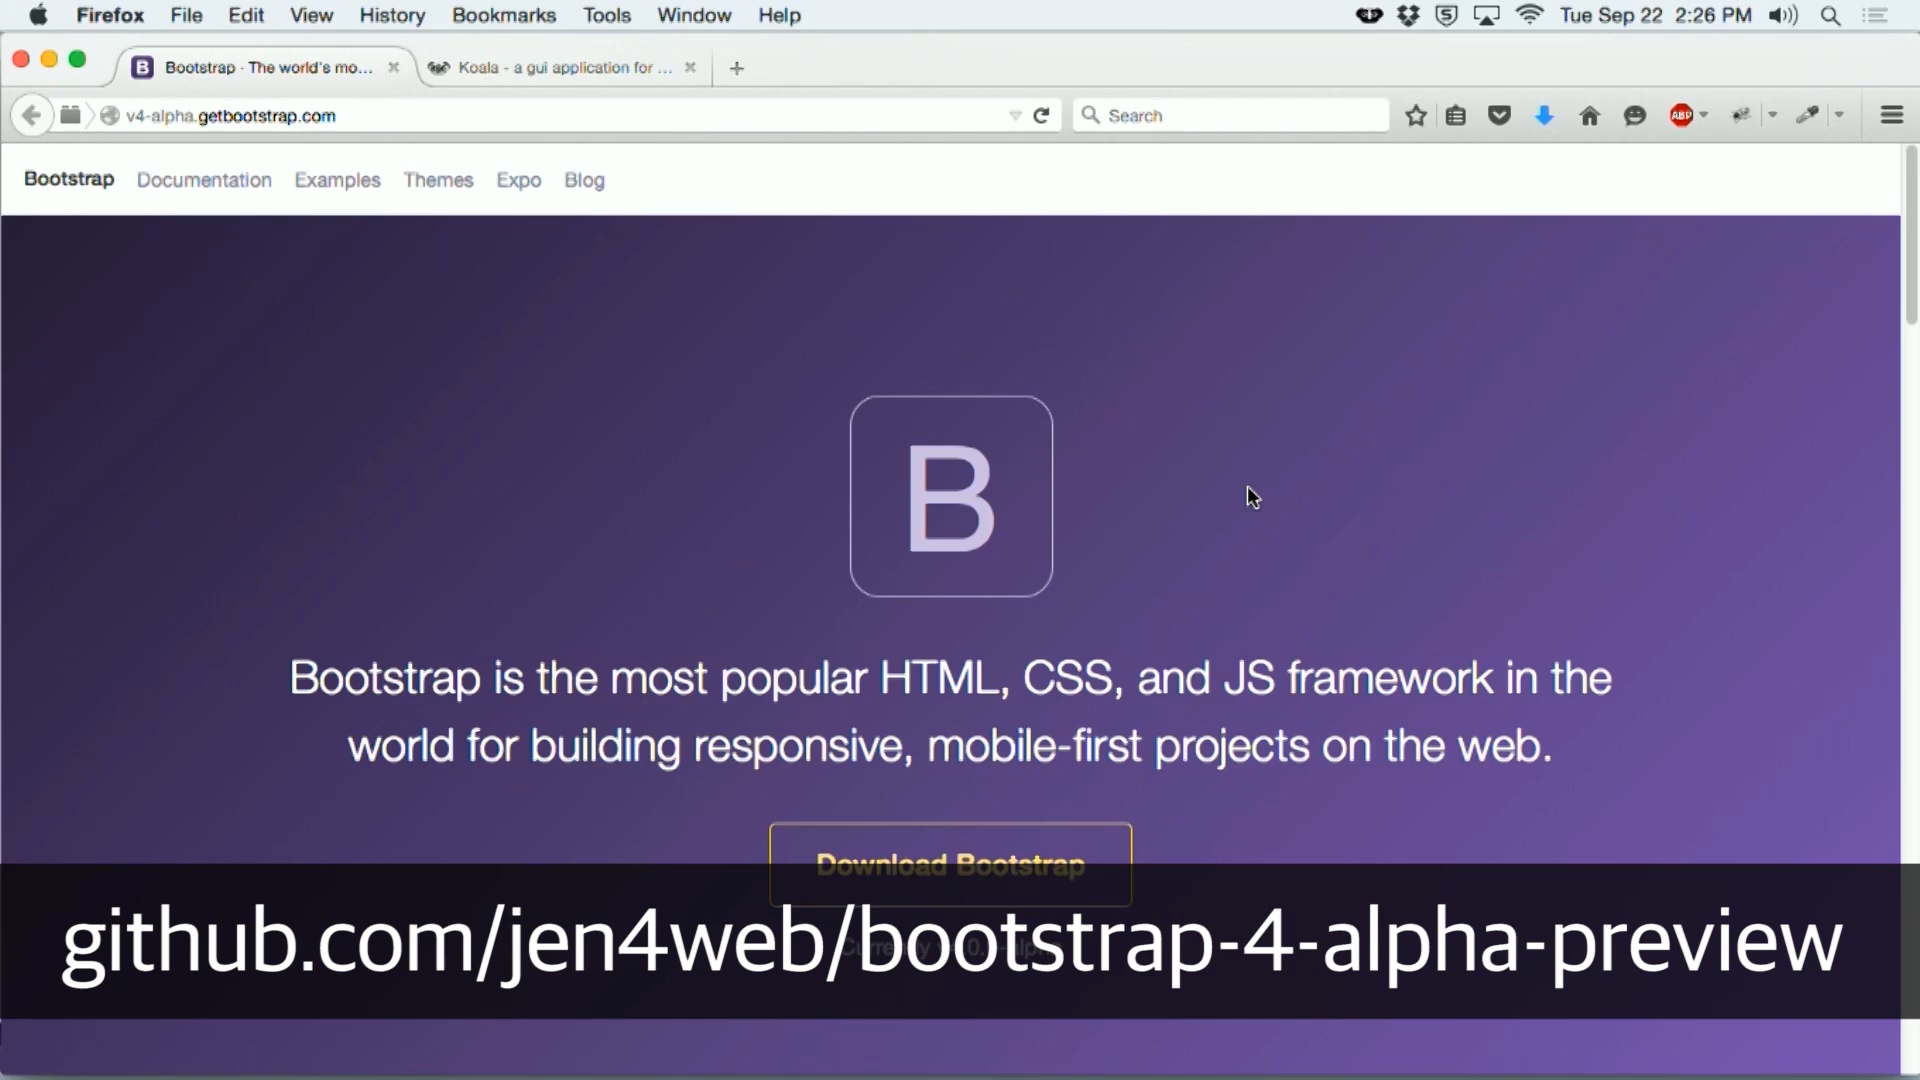 Firefox File Edit View History Bookmarks Tools Window Help Tue Sep 22 2:26 PM
Bootstrap · The world's mo... Koala - a gui application for ...
v4-alpha.getbootstrap.com Search ABP
Bootstrap Documentation Examples Themes Expo Blog
B
Bootstrap is the most popular HTML, CSS, and JS framework in the
world for building responsive, mobile-first projects on the web.
Download Bootstrap
github.com/jen4web/bootstrap-4-alpha-preview